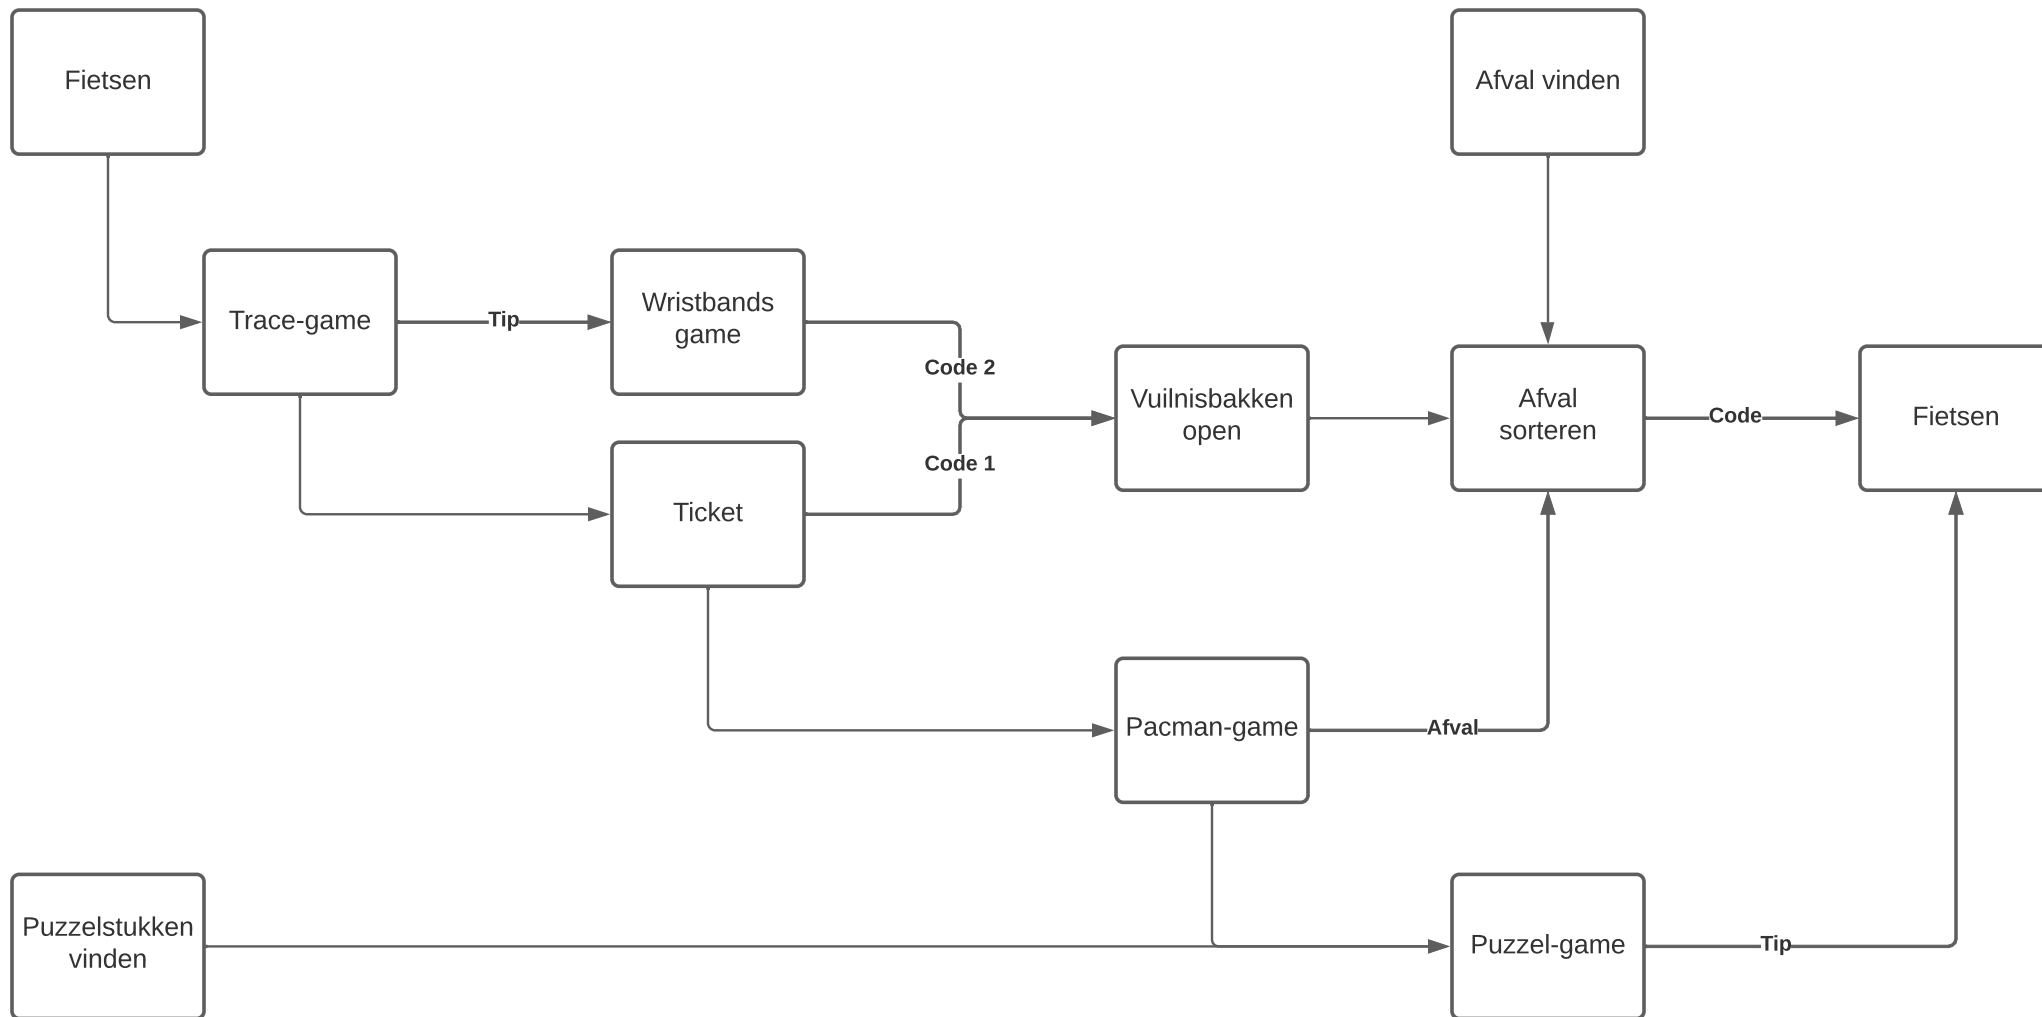 Fietsen
Afval vinden
Trace-game
Tip
Wristbands
game
Code 2
Vuilnisbakken
open
Afval
sorteren
Code
Fietsen
Code 1
Ticket
Pacman-game
Afval
Puzzelstukken
vinden
Puzzel-game
Tip